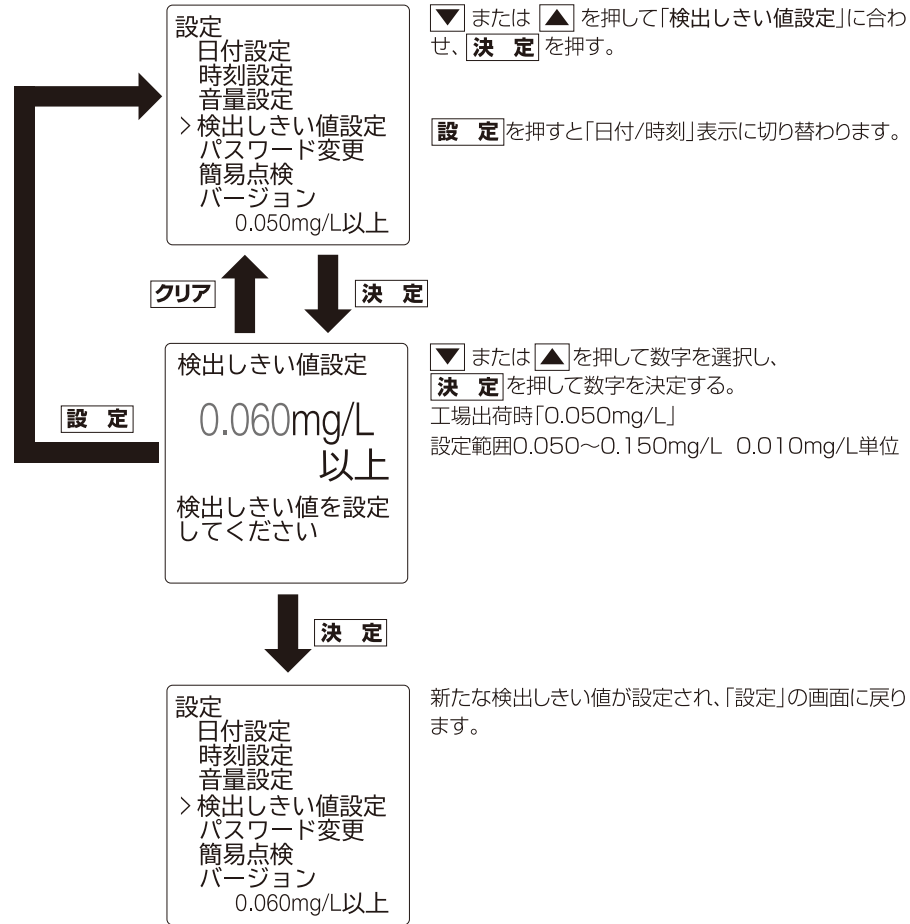 設定
日付設定
時刻設定
音量設定
>検出しきい値設定
パスワード変更
簡易点検
バージョン
0.050mg/L以上
▼ または ▲ を押して「検出しきい値設定」に合わ
せ、決 定 を押す。
設 定 を押すと「日付/時刻」表示に切り替わります。
クリア
決 定
検出しきい値設定
0.060mg/L
以上
検出しきい値を設定
してください
設 定
▼ または ▲ を押して数字を選択し、
決 定 を押して数字を決定する。
工場出荷時「0.050mg/L」
設定範囲0.050～0.150mg/L 0.010mg/L単位
決 定
設定
日付設定
時刻設定
音量設定
>検出しきい値設定
パスワード変更
簡易点検
バージョン
0.060mg/L以上
新たな検出しきい値が設定され、「設定」の画面に戻り
ます。